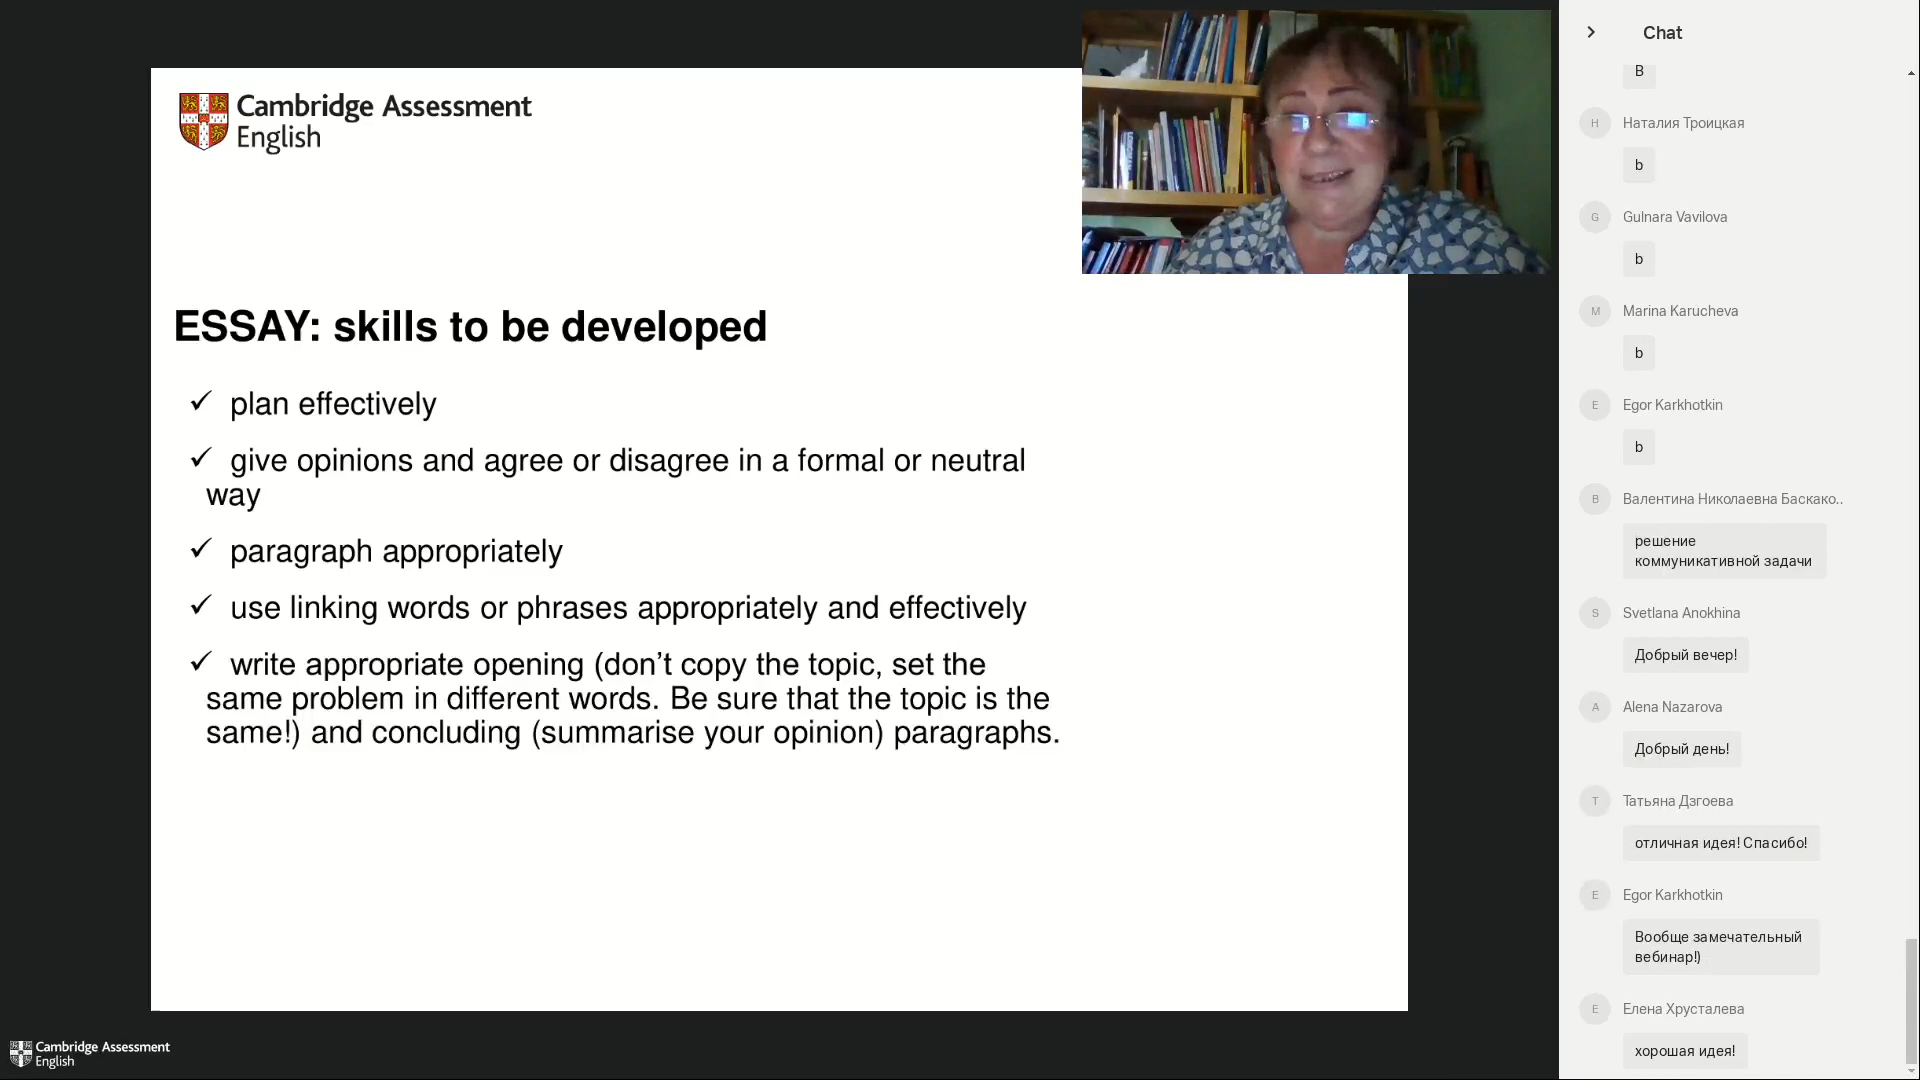 Cambridge Assessment
English
ESSAY: skills to be developed
✓ plan effectively
✓ give opinions and agree or disagree in a formal or neutral
way
✓ paragraph appropriately
✓ use linking words or phrases appropriately and effectively
✓ write appropriate opening (don’t copy the topic, set the
same problem in different words. Be sure that the topic is the
same!) and concluding (summarise your opinion) paragraphs.
Cambridge Assessment
English
Chat
B
Н
Наталия Троицкая
b
G
Gulnara Vavilova
b
M
Marina Karucheva
b
E
Egor Karkhotkin
b
В
Валентина Николаевна Баскако..
решение
коммуникативной задачи
S
Svetlana Anokhina
Добрый вечер!
A
Alena Nazarova
Добрый день!
Т
Татьяна Дзгоева
отличная идея! Спасибо!
E
Egor Karkhotkin
Вообще замечательный
вебинар!)
Е
Елена Хрусталева
хорошая идея!